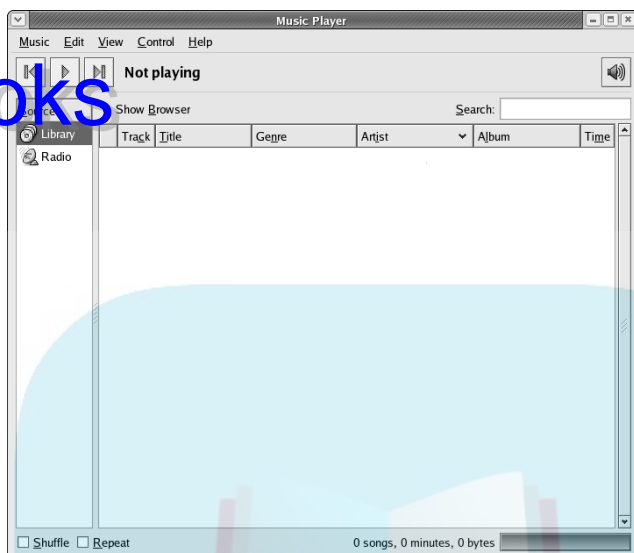 Music Player
Music Edit View Control Help
Not playing
oks
Show Browser Search:
Library Track Title Genre Artist Album Time
Radio
Shuffle Repeat 0 songs, 0 minutes, 0 bytes